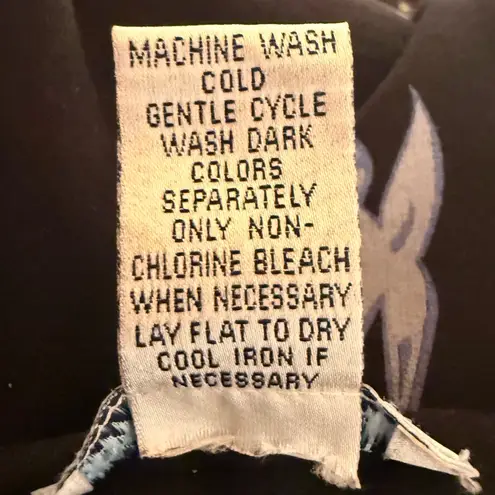 MACHINE WASH
COLD
GENTLE CYCLE
WASH DARK
COLORS
SEPARATELY
ONLY NON-
CHLORINE BLEACH
WHEN NECESSARY
LAY FLAT TO DRY
COOL IRON IF
NECESSARY